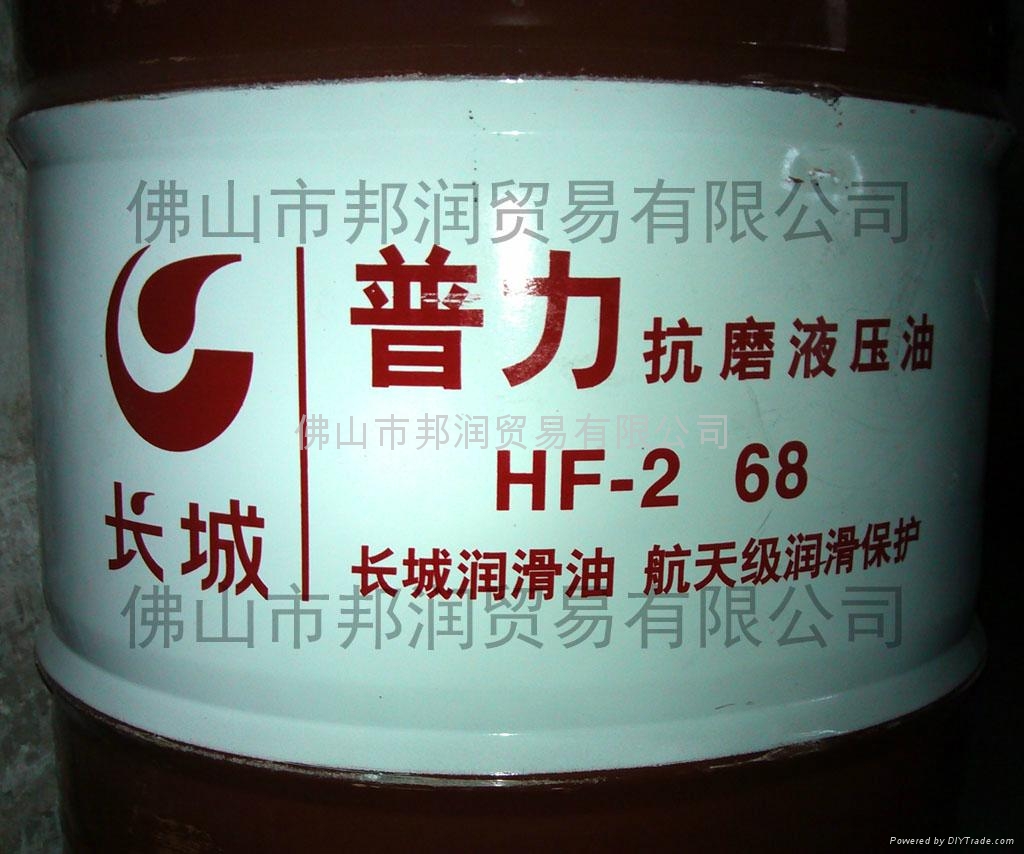 佛山市邦润贸易有限公司
普力 抗磨液压油
佛山市邦润贸易有限公司
HF-2 68
长城
长城润滑油 航天级润滑保护
佛山市邦润贸易有限公司
Powered by DIYTrade.com